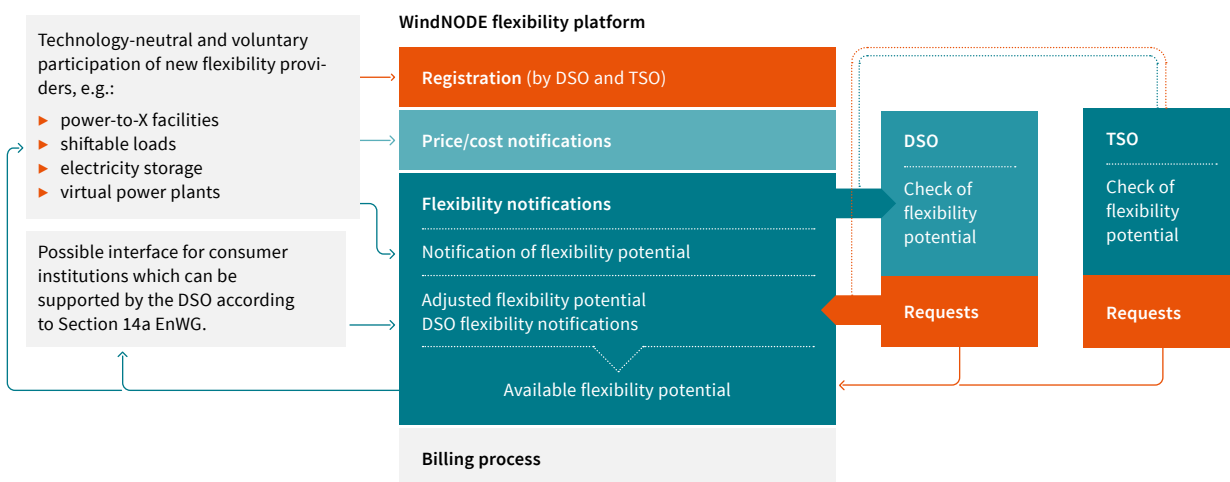 WindNODE flexibility platform
Technology-neutral and voluntary
participation of new flexibility provi-
ders, e.g.:
power-to-X facilities
shiftable loads
electricity storage
virtual power plants
Possible interface for consumer
institutions which can be
supported by the DSO according
to Section 14a EnWG.
Registration (by DSO and TSO)
Price/cost notifications
Flexibility notifications
Notification of flexibility potential
Adjusted flexibility potential
DSO flexibility notifications
Available flexibility potential
Billing process
DSO
Check of
flexibility
potential
Requests
TSO
Check of
flexibility
potential
Requests